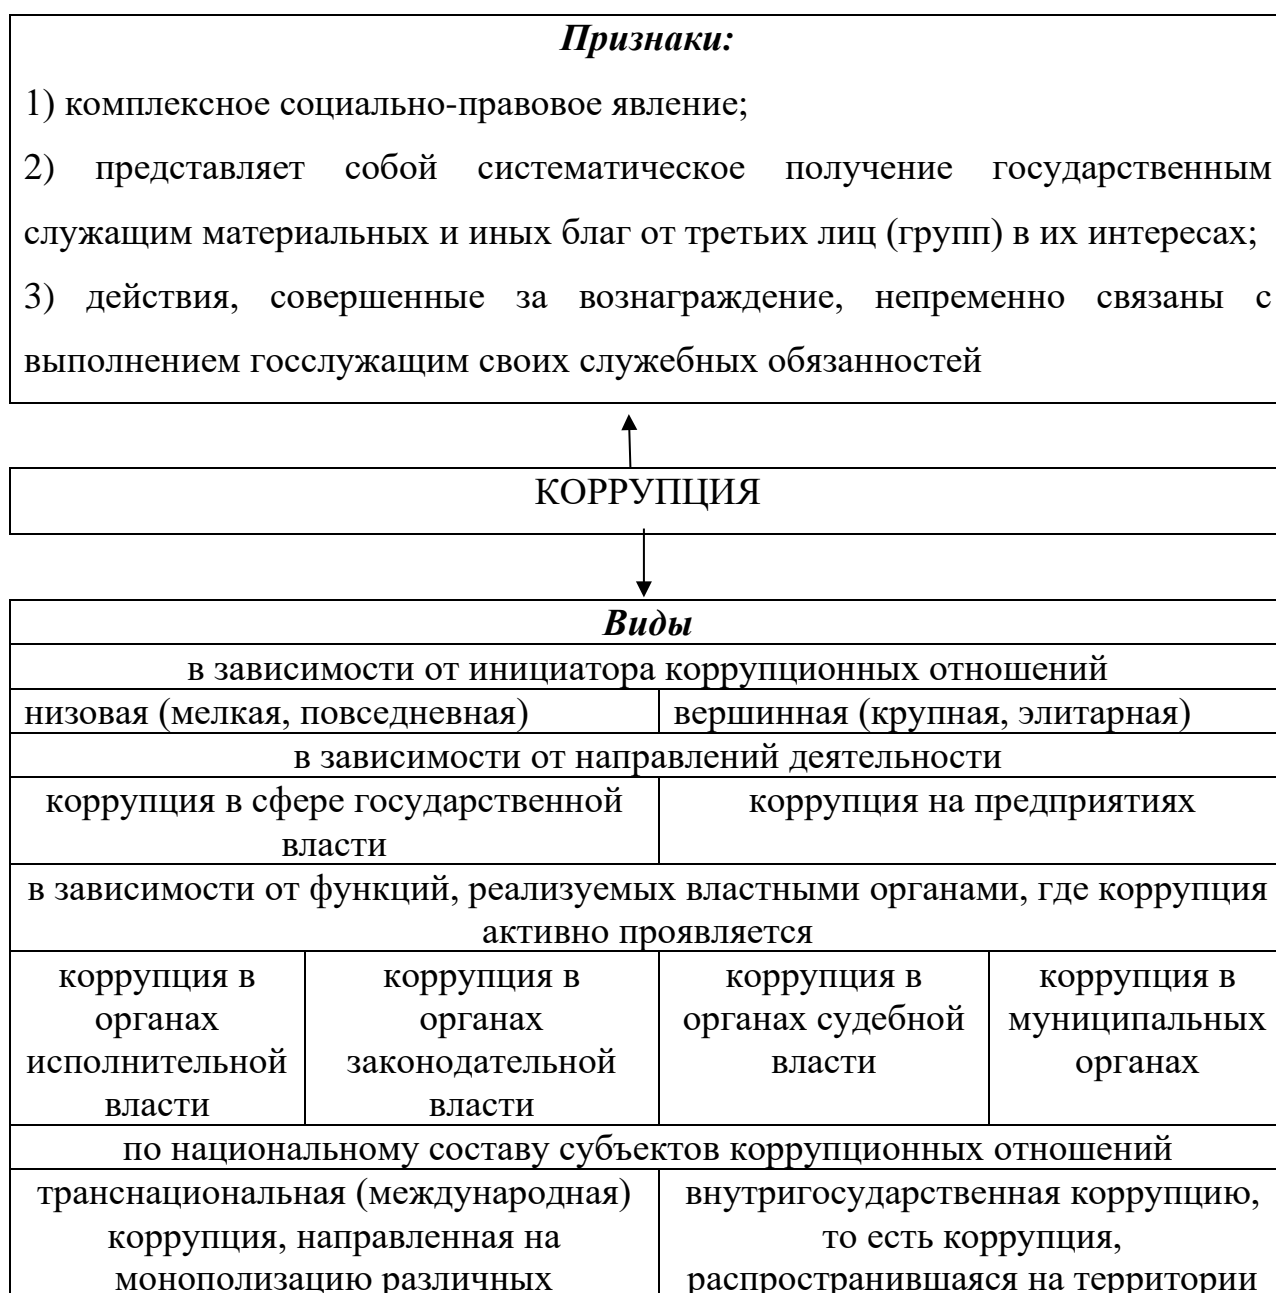 Признаки:
1) комплексное социально-правовое явление;
2) представляет собой систематическое получение государственным
служащим материальных и иных благ от третьих лиц (групп) в их интересах;
3) действия, совершенные за вознаграждение, непременно связаны с
выполнением госслужащим своих служебных обязанностей
КОРРУПЦИЯ
Виды
в зависимости от инициатора коррупционных отношений
низовая (мелкая, повседневная)
вершинная (крупная, элитарная)
в зависимости от направлений деятельности
коррупция в сфере государственной
власти
коррупция на предприятиях
в зависимости от функций, реализуемых властными органами, где коррупция
активно проявляется
коррупция в
органах
исполнительной
власти
коррупция в
органах
законодательной
власти
коррупция в
органах судебной
власти
коррупция в
муниципальных
органах
по национальному составу субъектов коррупционных отношений
транснациональная (международная)
коррупция, направленная на
монополизацию различных
внутригосударственная коррупцию,
то есть коррупция,
распространившаяся на территории